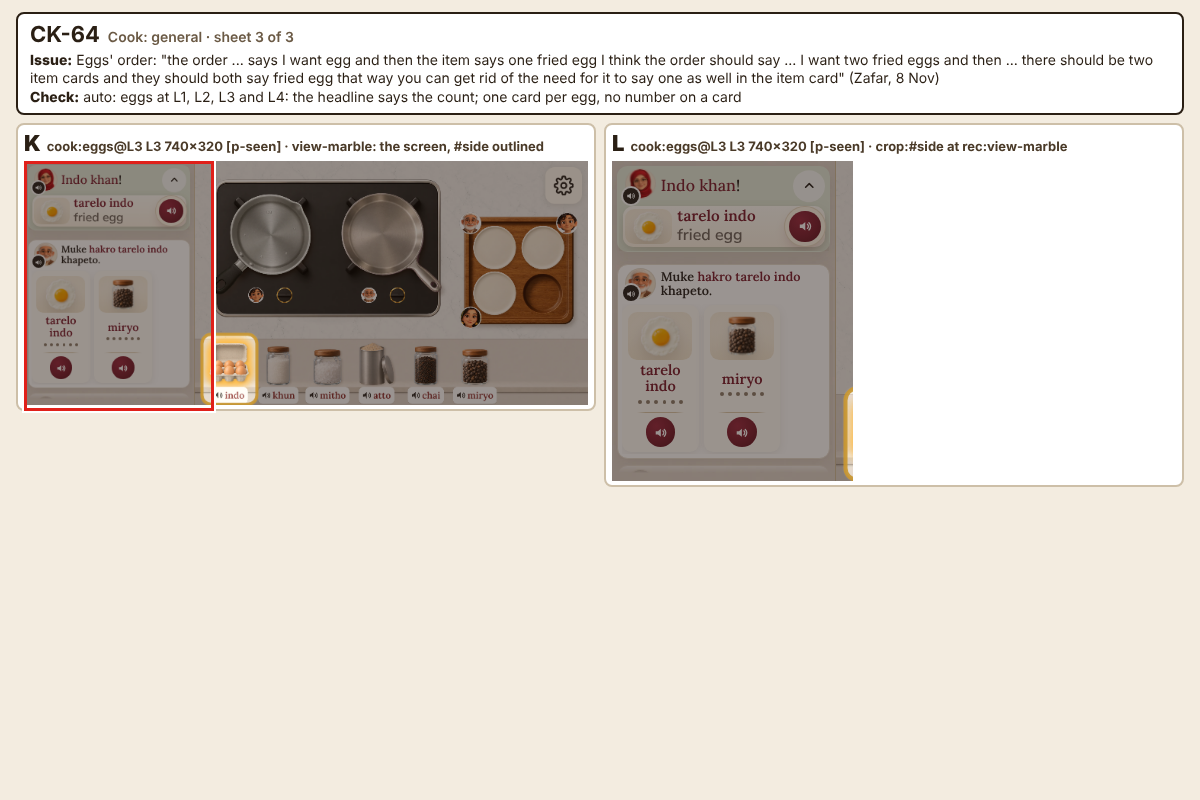 CK-64 Cook: general · sheet 3 of 3
Issue: Eggs' order: "the order ... says I want egg and then the item says one fried egg I think the order should say ... I want two fried eggs and then ... there should be two
item cards and they should both say fried egg that way you can get rid of the need for it to say one as well in the item card" (Zafar, 8 Nov)
Check: auto: eggs at L1, L2, L3 and L4: the headline says the count; one card per egg, no number on a card
K cook:eggs@L3 L3 740×320 [p-seen] · view-marble: the screen, #side outlined
Indo khan!
tarelo indo
fried egg
Muke hakro tarelo indo
khapeto.
tarelo
indo
miryo
indo
khun
mitho
atto
chai
miryo
L cook:eggs@L3 L3 740×320 [p-seen] · crop:#side at rec:view-marble
Indo khan!
tarelo indo
fried egg
Muke hakro tarelo indo
khapeto.
tarelo
indo
miryo